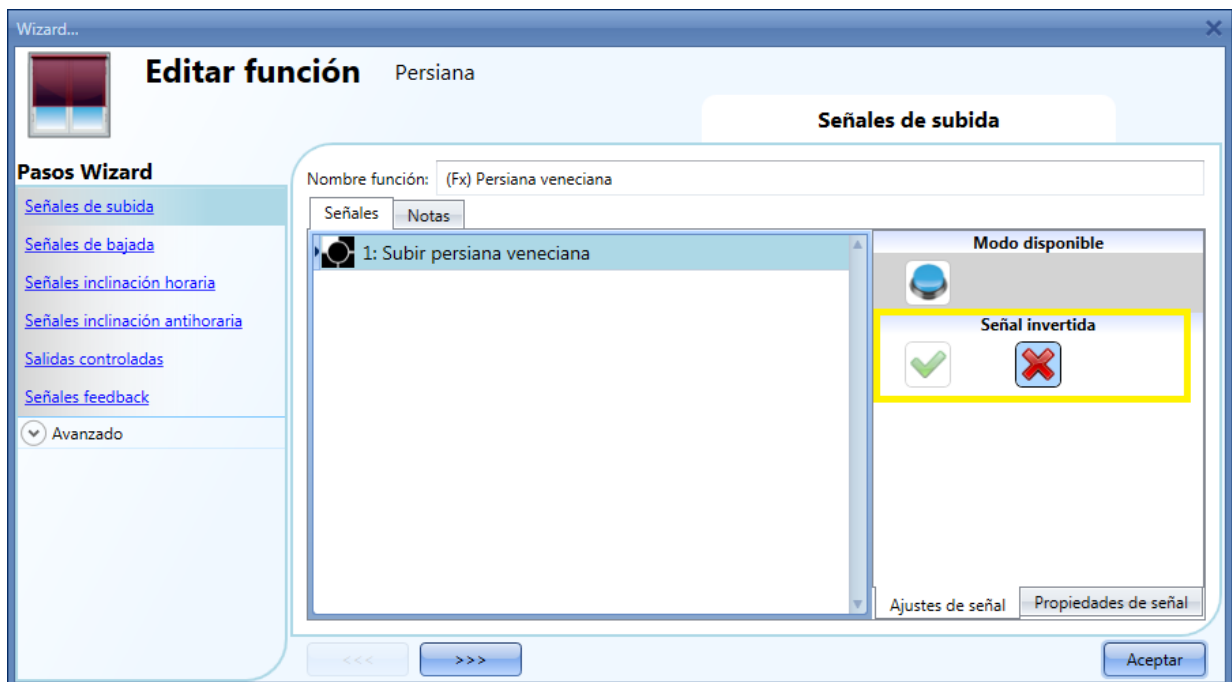 Wizard...
Editar función Persiana
Señales de subida
Pasos Wizard
Señales de subida
Señales de bajada
Señales inclinación horaria
Señales inclinación antihoraria
Salidas controladas
Señales feedback
Avanzado
Nombre función: (Fx) Persiana veneciana
Señales Notas
1: Subir persiana veneciana
Modo disponible
Señal invertida
Ajustes de señal Propiedades de señal
<<< >>> Aceptar